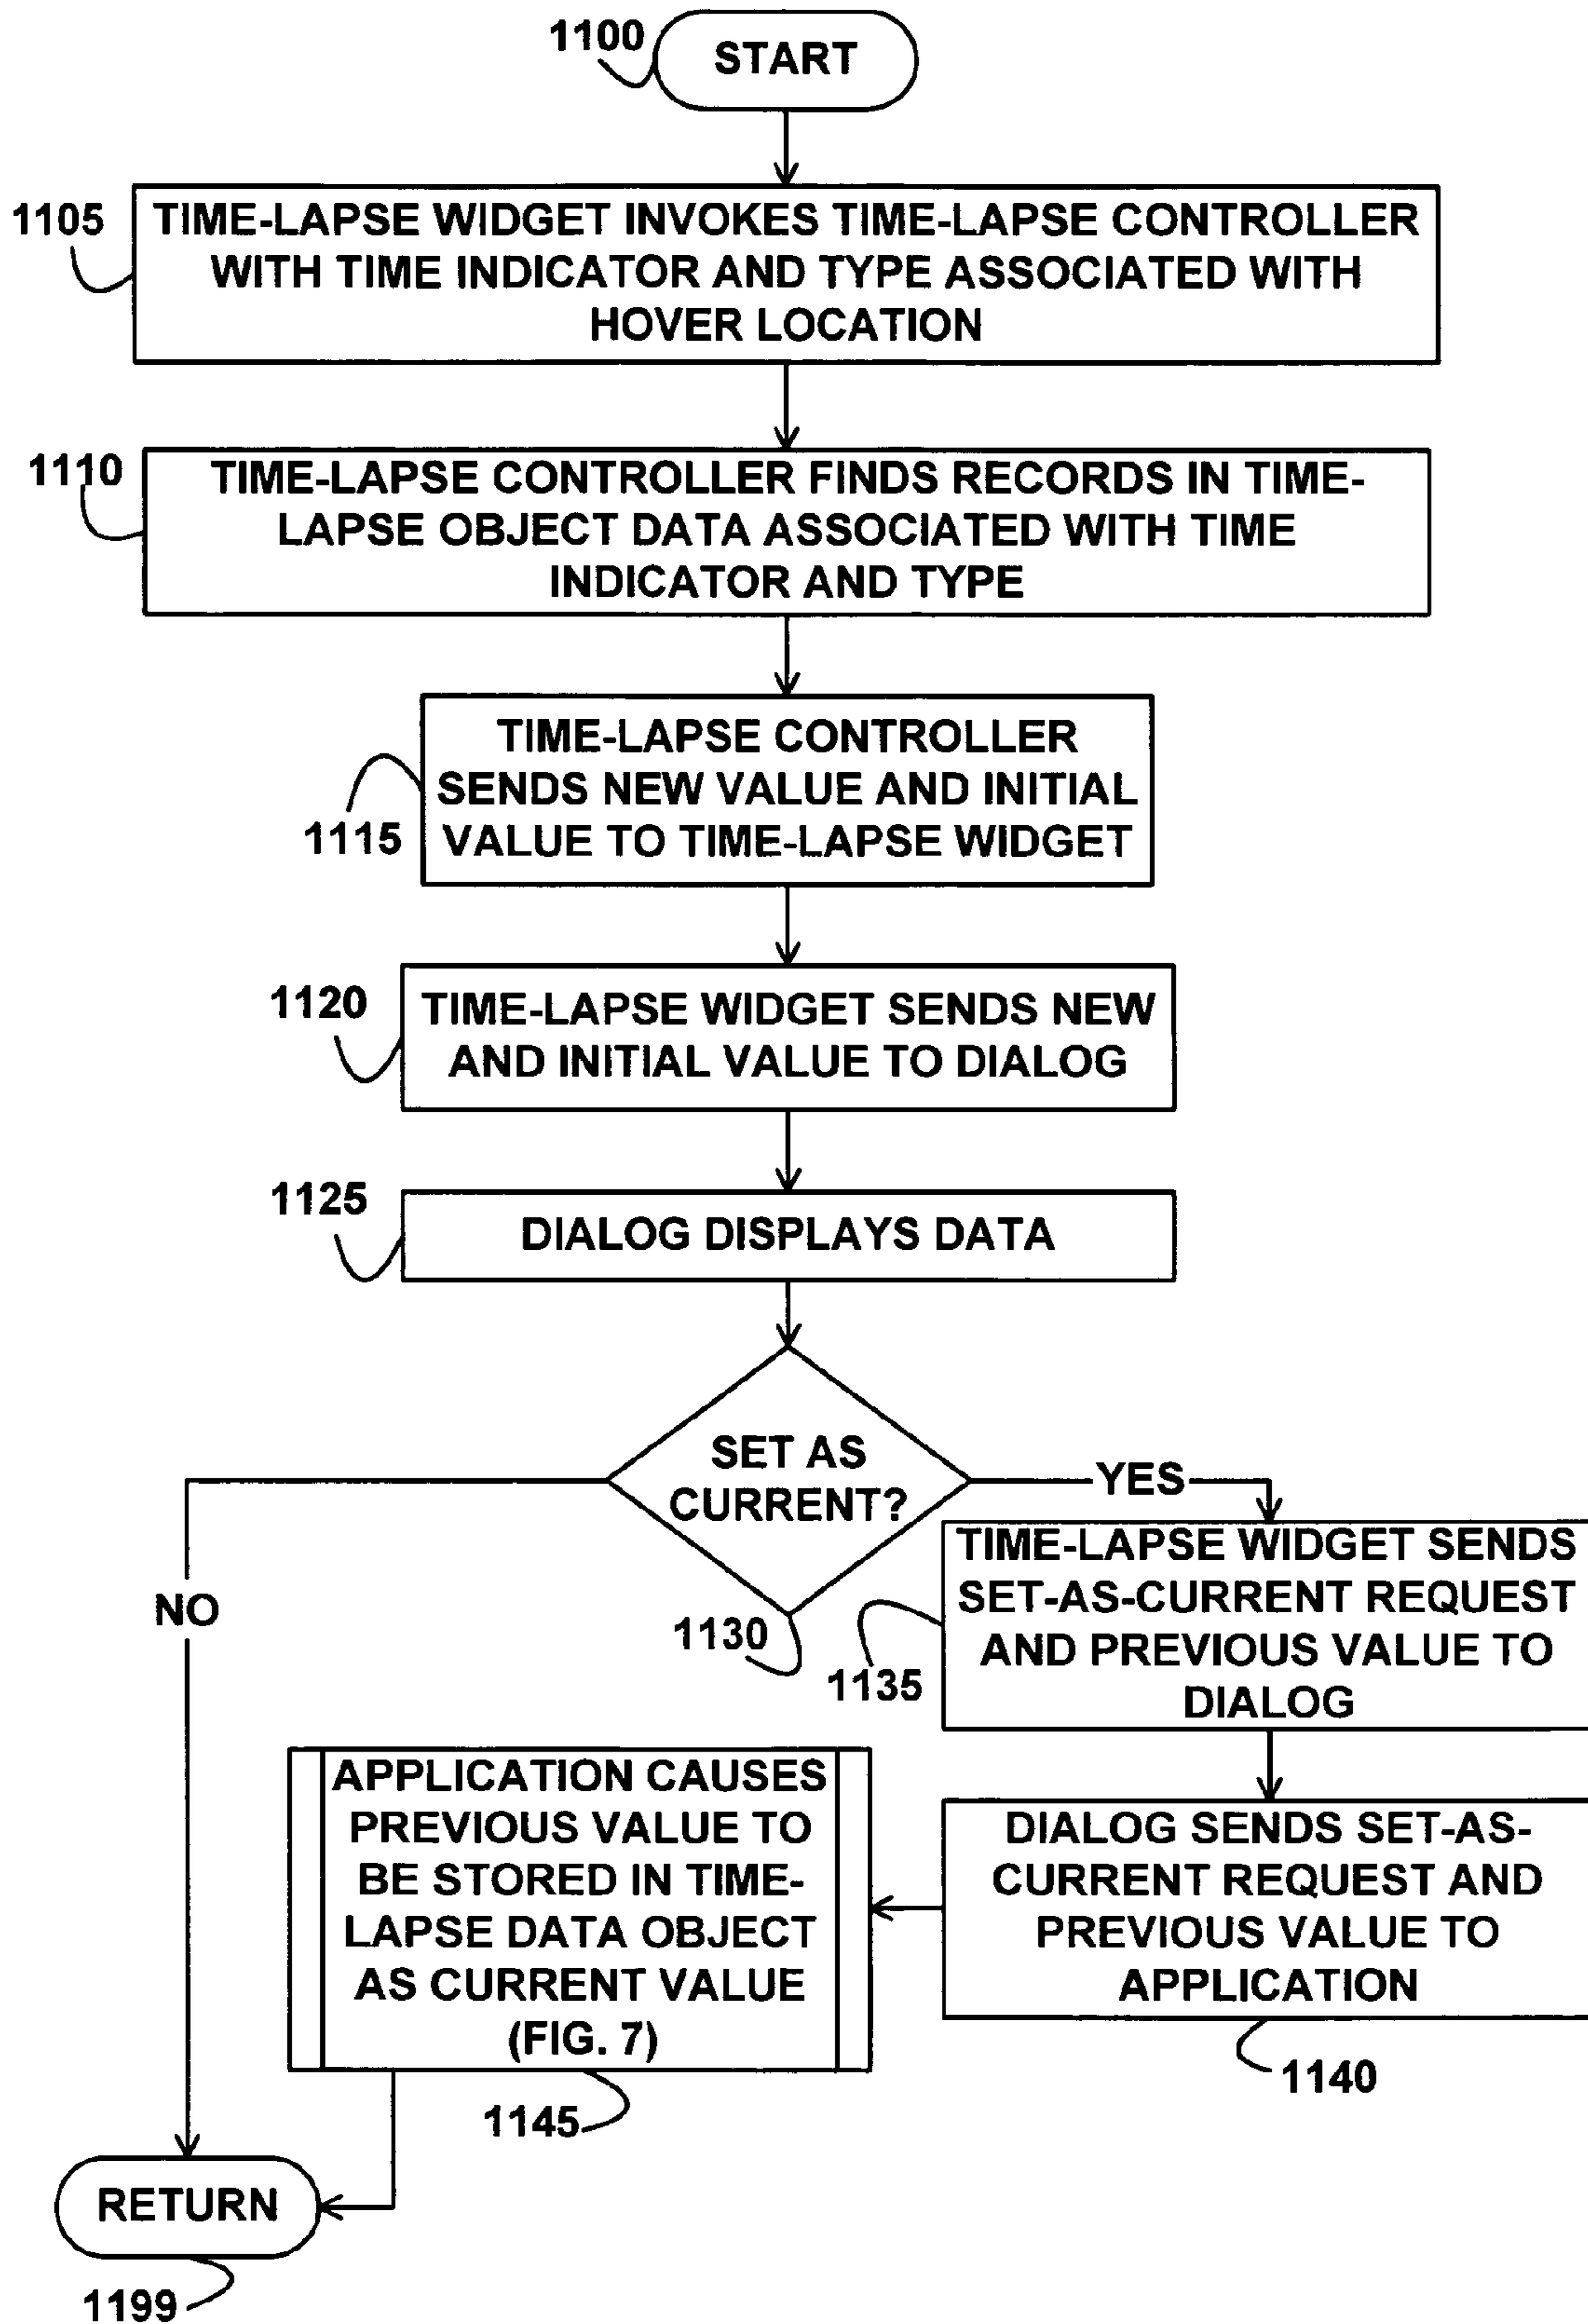 1100
START
1105
TIME-LAPSE WIDGET INVOKES TIME-LAPSE CONTROLLER
WITH TIME INDICATOR AND TYPE ASSOCIATED WITH
HOVER LOCATION
1110
TIME-LAPSE CONTROLLER FINDS RECORDS IN TIME-
LAPSE OBJECT DATA ASSOCIATED WITH TIME
INDICATOR AND TYPE
TIME-LAPSE CONTROLLER
SENDS NEW VALUE AND INITIAL
VALUE TO TIME-LAPSE WIDGET
1115
1120
TIME-LAPSE WIDGET SENDS NEW
AND INITIAL VALUE TO DIALOG
1125
DIALOG DISPLAYS DATA
SET AS
CURRENT?
YES
NO
1130
TIME-LAPSE WIDGET SENDS
SET-AS-CURRENT REQUEST
AND PREVIOUS VALUE TO
DIALOG
1135
APPLICATION CAUSES
PREVIOUS VALUE TO
BE STORED IN TIME-
LAPSE DATA OBJECT
AS CURRENT VALUE
(FIG. 7)
DIALOG SENDS SET-AS-
CURRENT REQUEST AND
PREVIOUS VALUE TO
APPLICATION
1140
1145
RETURN
1199